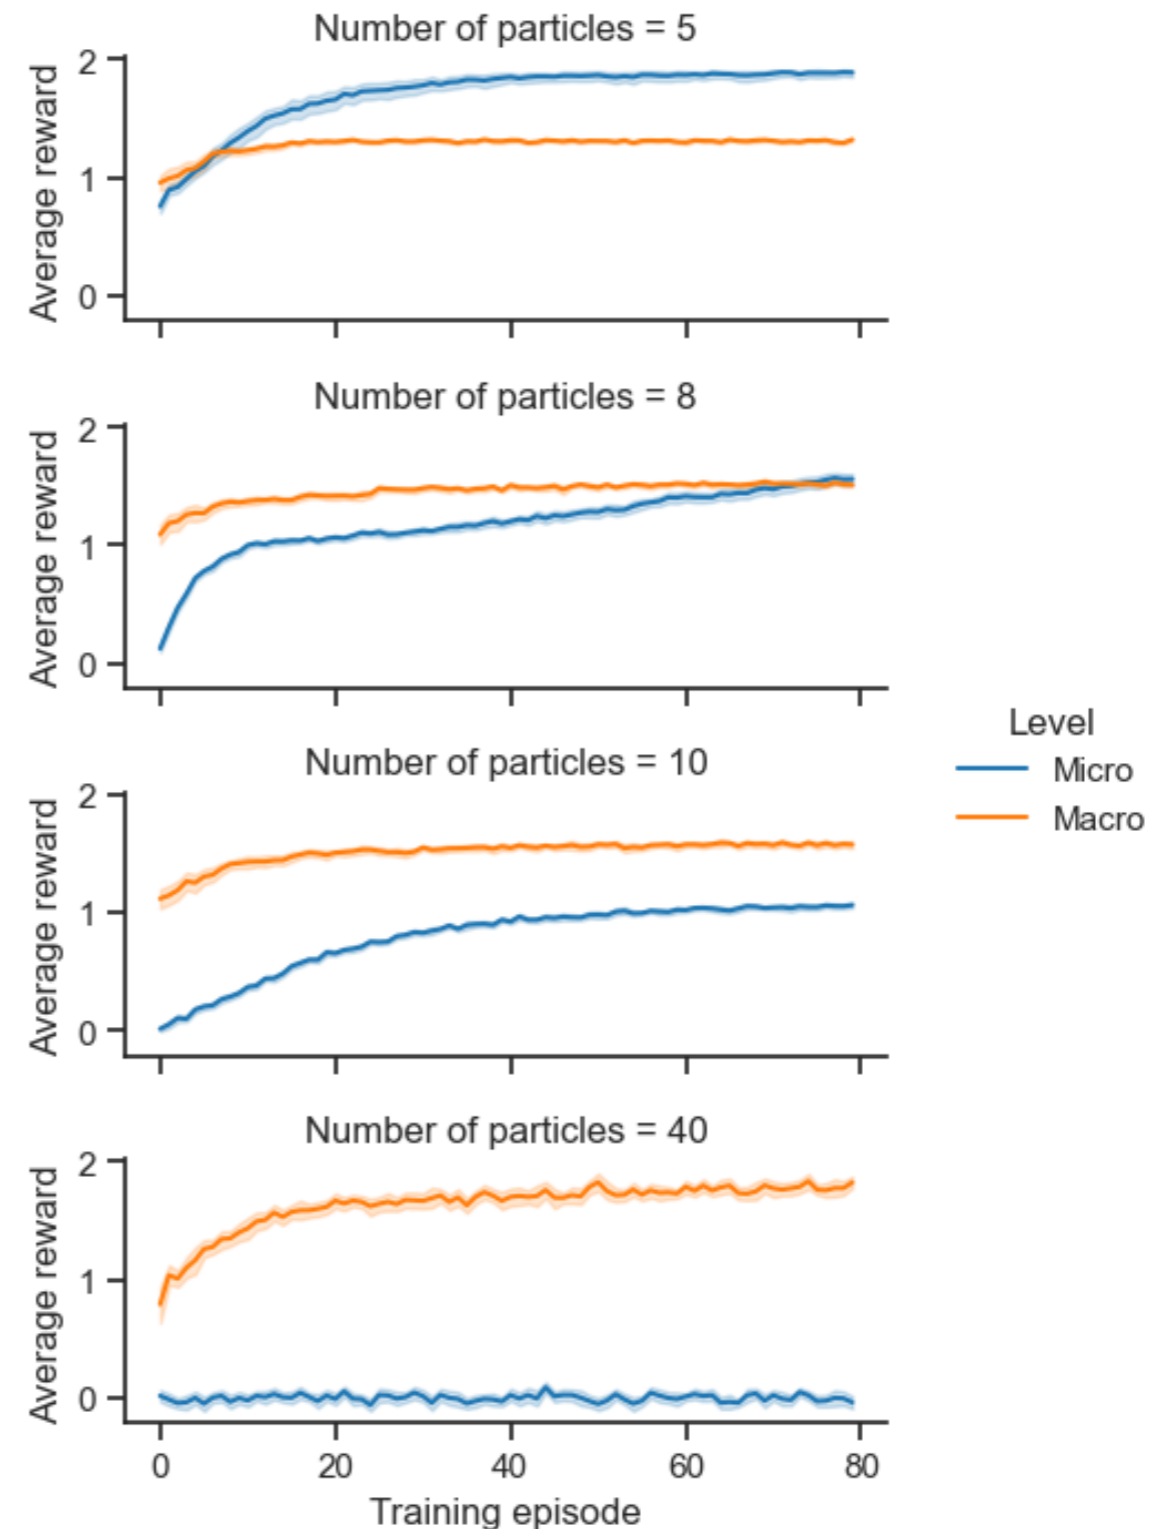 Number of particles = 5
Average reward
2
1
0
Number of particles = 8
Average reward
2
1
0
Level
Micro
Macro
Number of particles = 10
Average reward
2
1
0
Number of particles = 40
Average reward
2
1
0
0 20 40 60 80
Training episode